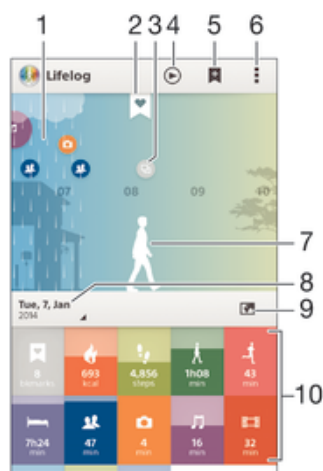 1 2 3 4 5 6
Lifelog
07 08 09 10
7
8
Tue, 7, Jan
2014
9
8 693 4,856 1h08 43
bkmarks kcal steps min min
10
7h24 47 4 16 32
min min min min min